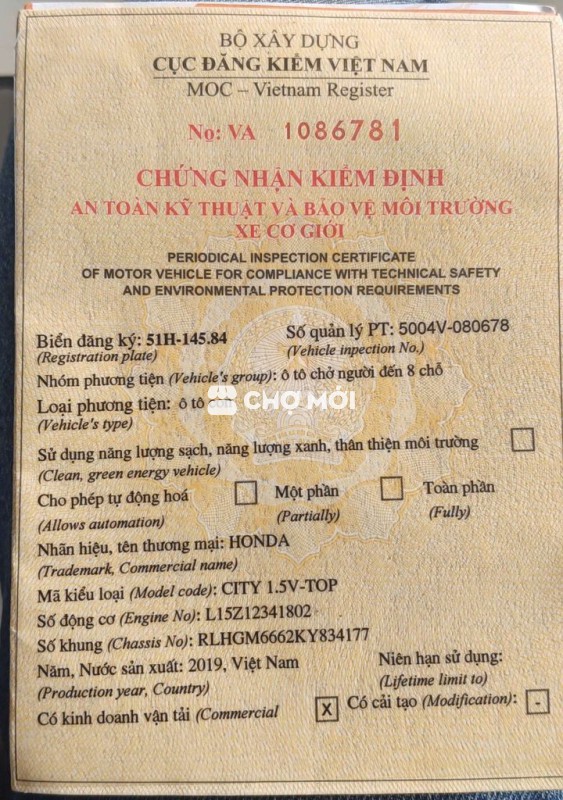 BỘ XÂY DỰNG
CỤC ĐĂNG KIỂM VIỆT NAM
MOC – Vietnam Register
No: VA 1086781
CHỨNG NHẬN KIỂM ĐỊNH
AN TOÀN KỸ THUẬT VÀ BẢO VỆ MÔI TRƯỜNG
XE CƠ GIỚI
PERIODICAL INSPECTION CERTIFICATE
OF MOTOR VEHICLE FOR COMPLIANCE WITH TECHNICAL SAFETY
AND ENVIRONMENTAL PROTECTION REQUIREMENTS
Biển đăng ký: 51H-145.84 Số quản lý PT: 5004V-080678
(Registration plate) (Vehicle inpection No.)
Nhóm phương tiện (Vehicle's group): ô tô chở người đến 8 chỗ
Loại phương tiện: ô tô
CHỢ MỚI
(Vehicle's type)
Sử dụng năng lượng sạch, năng lượng xanh, thân thiện môi trường
(Clean, green energy vehicle)
Cho phép tự động hoá Một phần Toàn phần
(Allows automation) (Partially) (Fully)
Nhãn hiệu, tên thương mại: HONDA
(Trademark, Commercial name)
Mã kiểu loại (Model code): CITY 1.5V-TOP
Số động cơ (Engine No): L15Z12341802
Số khung (Chassis No): RLHGM6662KY834177
Năm, Nước sản xuất: 2019, Việt Nam Niên hạn sử dụng:
(Production year, Country) (Lifetime limit to)
Có kinh doanh vận tải (Commercial X Có cải tạo (Modification): -